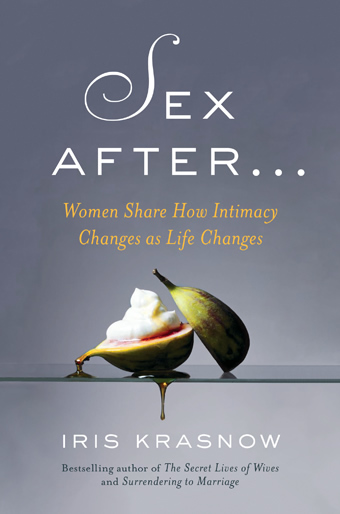 SEX
AFTER...
Women Share How Intimacy
Changes as Life Changes
IRIS KRASNOW
Bestselling author of The Secret Lives of Wives
and Surrendering to Marriage